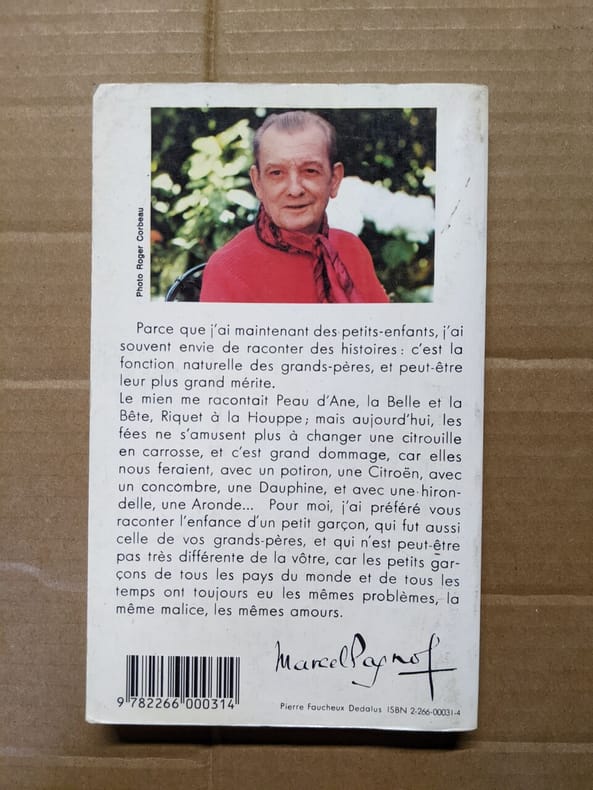 Photo Roger Corbeau
Parce que j'ai maintenant des petits-enfants, j'ai
souvent envie de raconter des histoires : c'est la
fonction naturelle des grands-pères, et peut-être
leur plus grand mérite.
Le mien me racontait Peau d'Ane, la Belle et la
Bête, Riquet à la Houppe ; mais aujourd'hui, les
fées ne s'amusent plus à changer une citrouille
en carrosse, et c'est grand dommage, car elles
nous feraient, avec un potiron, une Citroën, avec
un concombre, une Dauphine, et avec une hiron-
delle, une Aronde... Pour moi, j'ai préféré vous
raconter l'enfance d'un petit garçon, qui fut aussi
celle de vos grands-pères, et qui n'est peut-être
pas très différente de la vôtre, car les petits gar-
çons de tous les pays du monde et de tous les
temps ont toujours eu les mêmes problèmes, la
même malice, les mêmes amours.
Marcel Pagnol
9 782266 000314
Pierre Faucheux Dedalus ISBN 2-266-00031-4